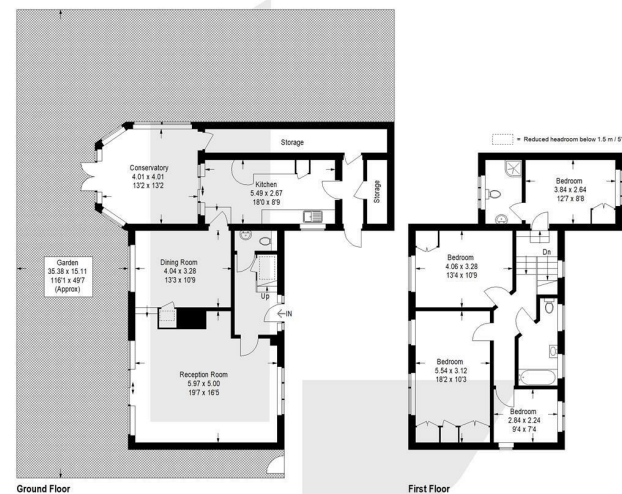 = Reduced headroom below 1.5 m / 5'
Storage
Conservatory
4.01 x 4.01
13'2 x 13'2
Kitchen
5.49 x 2.67
18'0 x 8'9
Storage
Bedroom
3.84 x 2.64
12'7 x 8'8
Garden
35.38 x 15.11
116'1 x 49'7
(Approx)
Dining Room
4.04 x 3.28
13'3 x 10'9
Up
IN
Bedroom
4.06 x 3.28
13'4 x 10'9
Dn
Reception Room
5.97 x 5.00
19'7 x 16'5
Bedroom
5.54 x 3.12
18'2 x 10'3
Bedroom
2.84 x 2.24
9'4 x 7'4
Ground Floor
First Floor